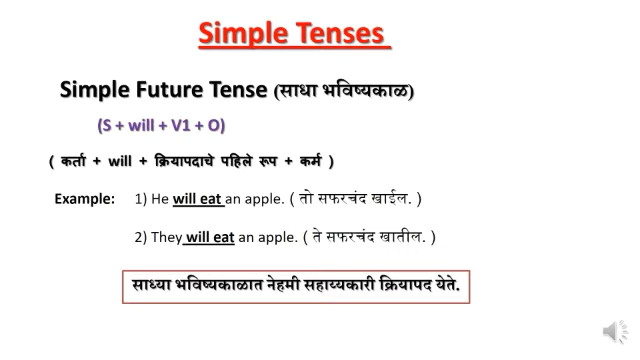 Simple Tenses
Simple Future Tense (साधा भविष्यकाळ)
(S + will + V1 + O)
( कर्ता + will + क्रियापदाचे पहिले रूप + कर्म )
Example: 1) He will eat an apple. ( तो सफरचंद खाईल. )
2) They will eat an apple. ( ते सफरचंद खातील. )
साध्या भविष्यकाळात नेहमी सहाय्यकारी क्रियापद येते.